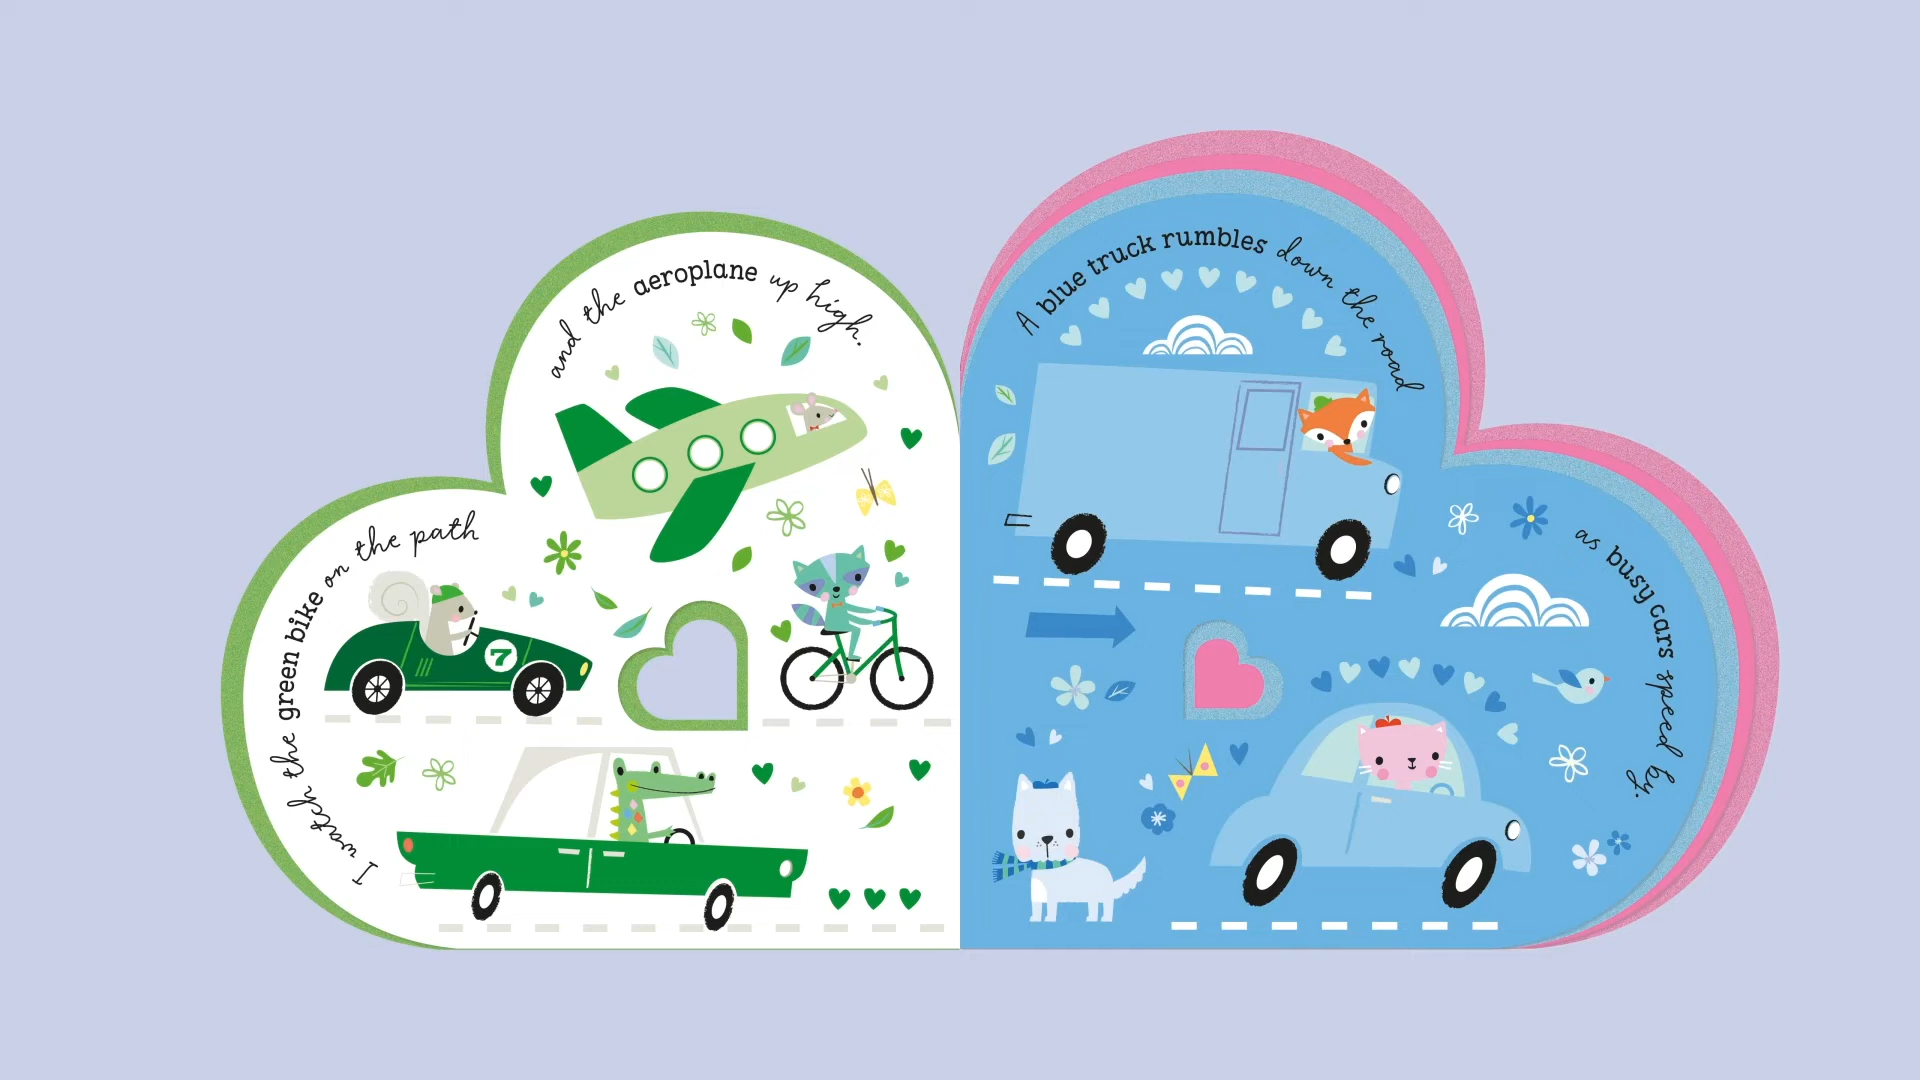 I watch the green bike on the path
and the aeroplane up high.
7
A blue truck rumbles down the road
as busy cars speed by.